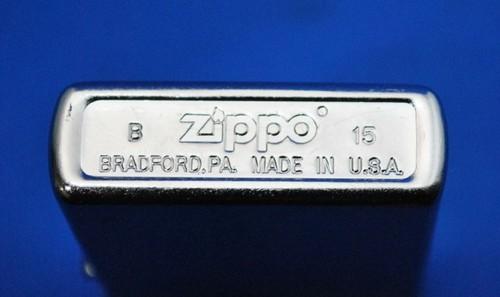 B Zippo® 15
BRADFORD, PA. MADE IN U.S.A.